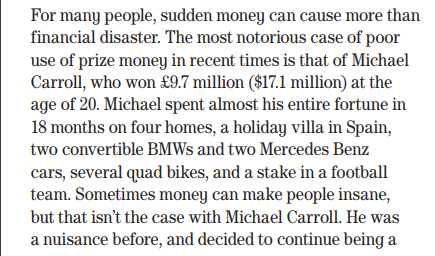 For many people, sudden money can cause more than
financial disaster. The most notorious case of poor
use of prize money in recent times is that of Michael
Carroll, who won £9.7 million ($17.1 million) at the
age of 20. Michael spent almost his entire fortune in
18 months on four homes, a holiday villa in Spain,
two convertible BMWs and two Mercedes Benz
cars, several quad bikes, and a stake in a football
team. Sometimes money can make people insane,
but that isn't the case with Michael Carroll. He was
a nuisance before, and decided to continue being a